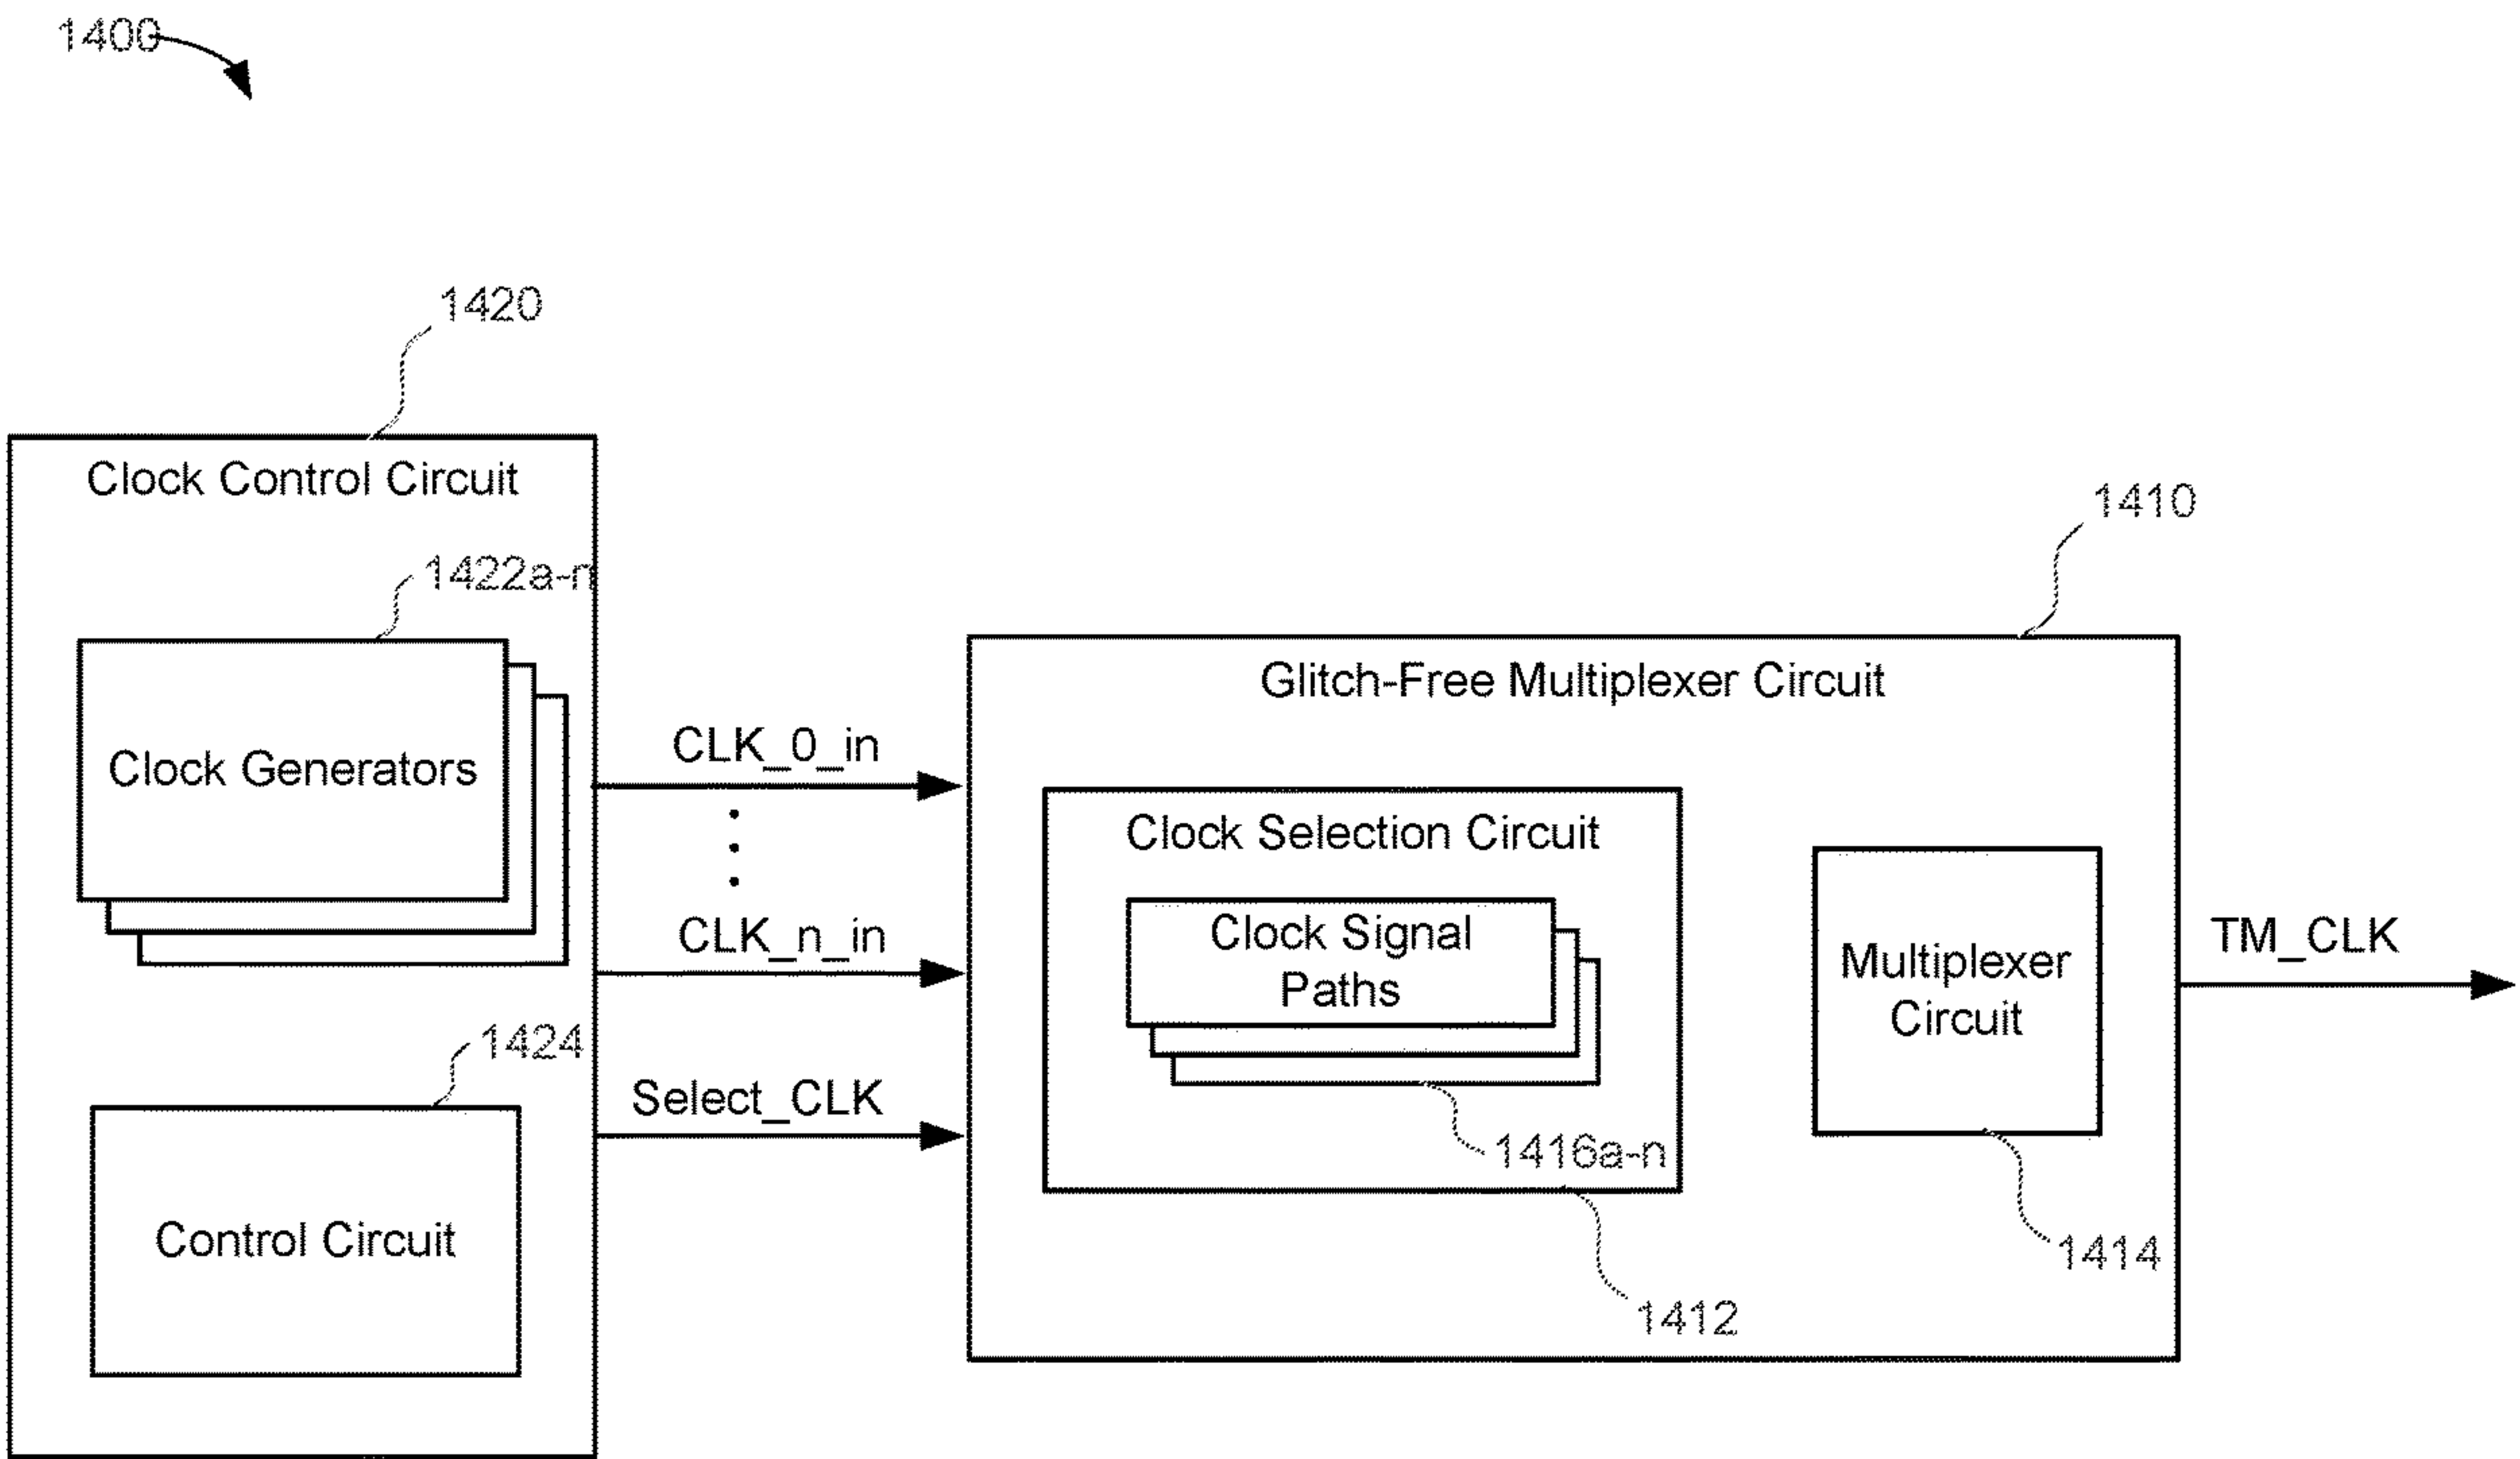 1400
1420
Clock Control Circuit
1410
1422a-n
Glitch-Free Multiplexer Circuit
CLK_0_in
Clock Generators
Clock Selection Circuit
Clock Signal
Paths
CLK_n_in
TM_CLK
Multiplexer
Circuit
1424
Select_CLK
1416a-n
Control Circuit
1414
1412